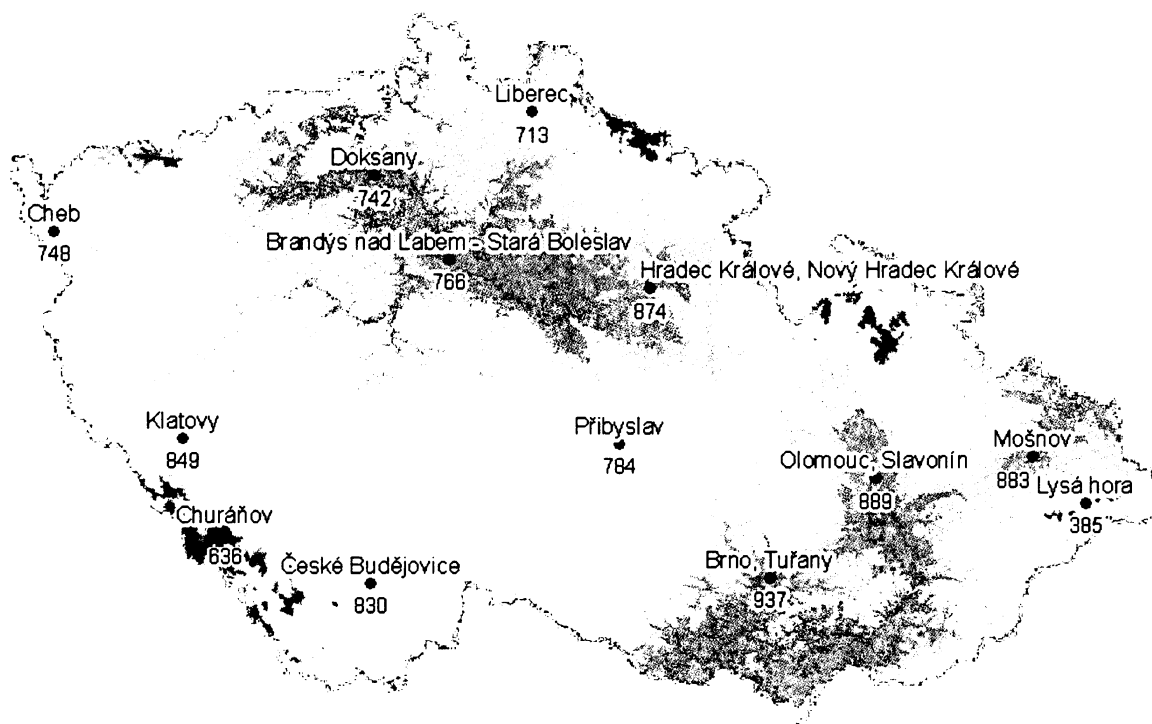 Liberec
713
Doksany
742
Cheb
748
Brandýs nad Labem - Stará Boleslav
766
Hradec Králové, Nový Hradec Králové
874
Klatovy
849
Přibyslav
784
Mošnov
883
Olomouc, Slavonín
889
Lysá hora
385
Churáňov
636
České Budějovice
830
Brno, Tuřany
937